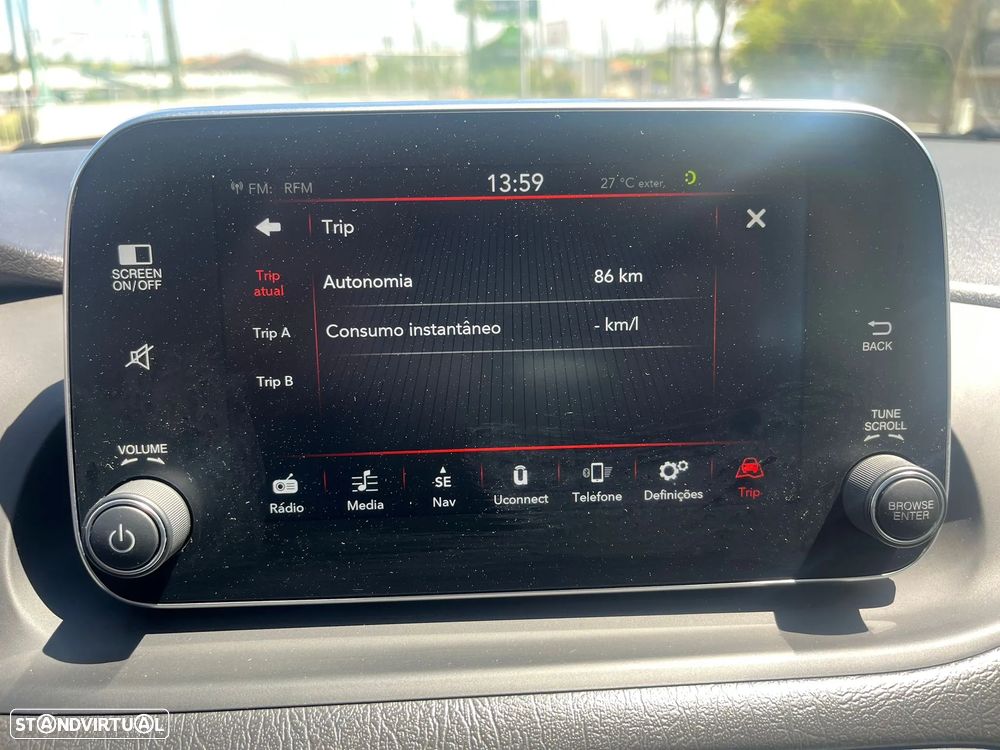 FM: RFM
13:59
27 °C exter.
Trip
SCREEN
ON/OFF
Trip
atual
Autonomia 86 km
Trip A
Consumo instantâneo - km/l
BACK
Trip B
TUNE
SCROLL
VOLUME
BROWSE
ENTER
Rádio
Media
SE
Nav
u
Uconnect
Telefone
Definições
Trip
STANDVIRTUAL